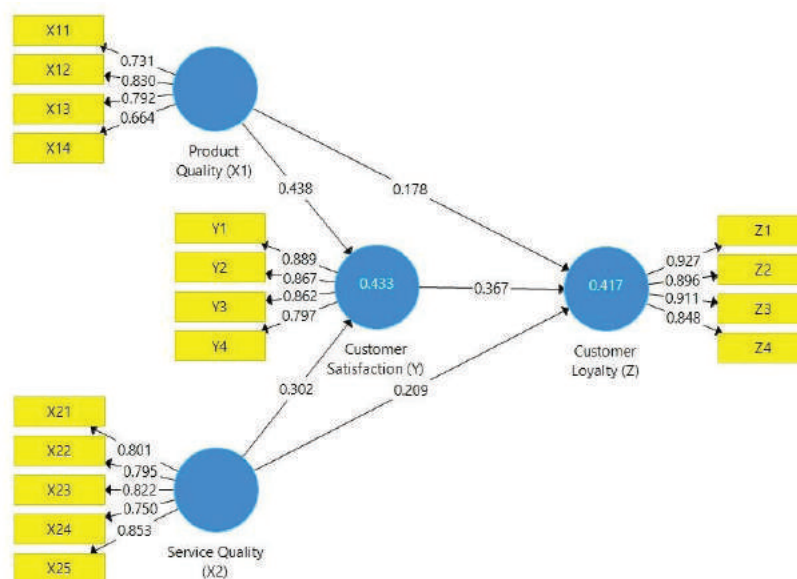 X11
X12
X13
X14
0.731
0.830
0.792
0.664
Product
Quality (X1)
0.438
0.178
Y1
Y2
Y3
Y4
0.889
0.867
0.862
0.797
0.433
Customer
Satisfaction (Y)
0.367
0.417
Customer
Loyalty (Z)
0.927
0.896
0.911
0.848
Z1
Z2
Z3
Z4
0.302
0.209
X21
X22
X23
X24
X25
0.801
0.795
0.822
0.750
0.853
Service Quality
(X2)